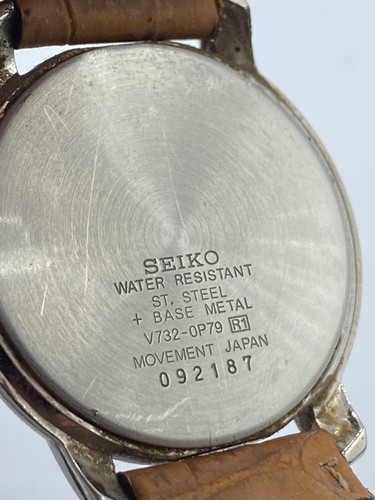 SEIKO
WATER RESISTANT
ST. STEEL
+ BASE METAL
V732-0P79 R1
MOVEMENT JAPAN
092187